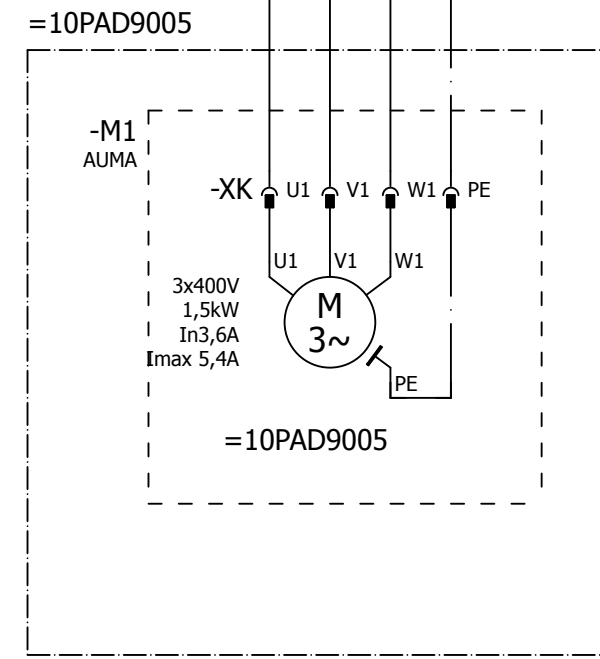 =10PAD9005
-M1
AUMA
-XK U1 V1 W1 PE
U1 V1 W1
3x400V
1,5kW
In3,6A
Imax 5,4A
M
3~
PE
=10PAD9005